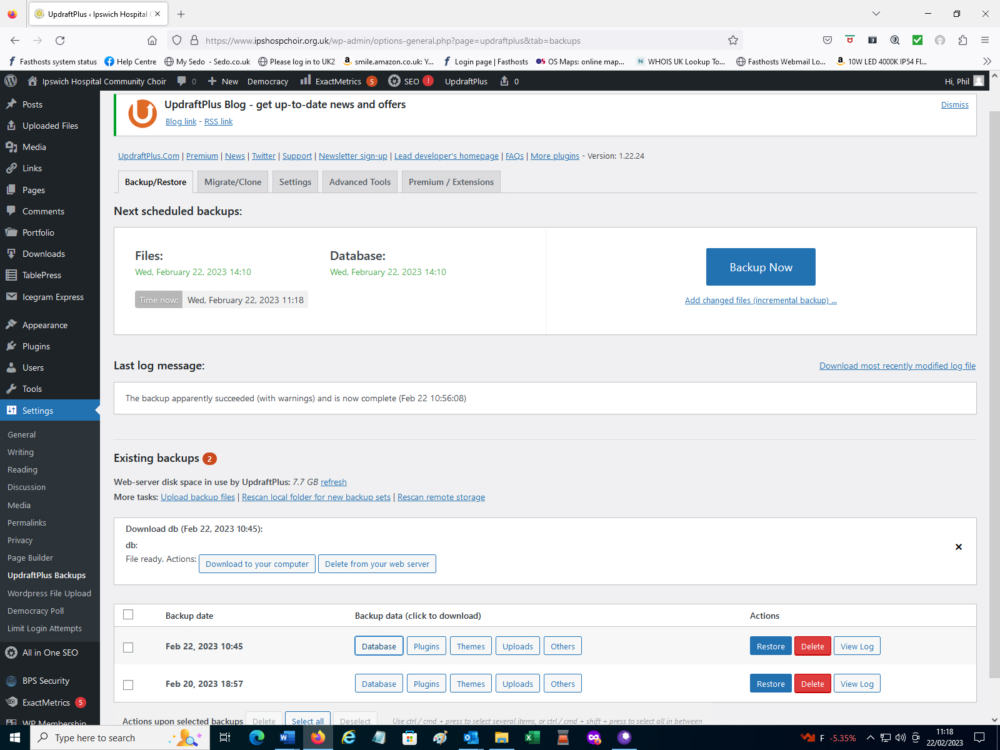 UpdraftPlus ‹ Ipswich Hospital C
https://www.ipshospchoir.org.uk/wp-admin/options-general.php?page=updraftplus&tab=backups
Fasthosts system status
Help Centre
My Sedo - Sedo.co.uk
Please log in to UK2
smile.amazon.co.uk: Y...
Login page | Fasthosts
OS Maps: online map...
WHOIS UK Lookup To...
Fasthosts Webmail Lo...
10W LED 4000K IP54 Fl...
Ipswich Hospital Community Choir
0
New
Democracy
ExactMetrics 5
SEO !
UpdraftPlus
0
Hi, Phil
Posts
Uploaded Files
Media
Links
Pages
Comments
Portfolio
Downloads
TablePress
Icegram Express
Appearance
Plugins
Users
Tools
Settings
General
Writing
Reading
Discussion
Media
Permalinks
Privacy
Page Builder
UpdraftPlus Backups
Wordpress File Upload
Democracy Poll
Limit Login Attempts
All in One SEO
BPS Security
ExactMetrics 5
WP Membership
UpdraftPlus Blog - get up-to-date news and offers
Dismiss
Blog link - RSS link
UpdraftPlus.Com | Premium | News | Twitter | Support | Newsletter sign-up | Lead developer's homepage | FAQs | More plugins - Version: 1.22.24
Backup/Restore
Migrate/Clone
Settings
Advanced Tools
Premium / Extensions
Next scheduled backups:
Files:
Wed, February 22, 2023 14:10
Database:
Wed, February 22, 2023 14:10
Time now: Wed, February 22, 2023 11:18
Backup Now
Add changed files (incremental backup) ...
Last log message:
Download most recently modified log file
The backup apparently succeeded (with warnings) and is now complete (Feb 22 10:56:08)
Existing backups 2
Web-server disk space in use by UpdraftPlus: 7.7 GB refresh
More tasks: Upload backup files | Rescan local folder for new backup sets | Rescan remote storage
Download db (Feb 22, 2023 10:45):
db:
File ready. Actions: Download to your computer Delete from your web server
Backup date Backup data (click to download) Actions
Feb 22, 2023 10:45 Database Plugins Themes Uploads Others Restore Delete View Log
Feb 20, 2023 18:57 Database Plugins Themes Uploads Others Restore Delete View Log
Actions upon selected backups Delete Select all Deselect Use ctrl / cmd + press to select several items, or ctrl / cmd + shift + press to select all in between
Type here to search
F -5.35%
11:18
22/02/2023